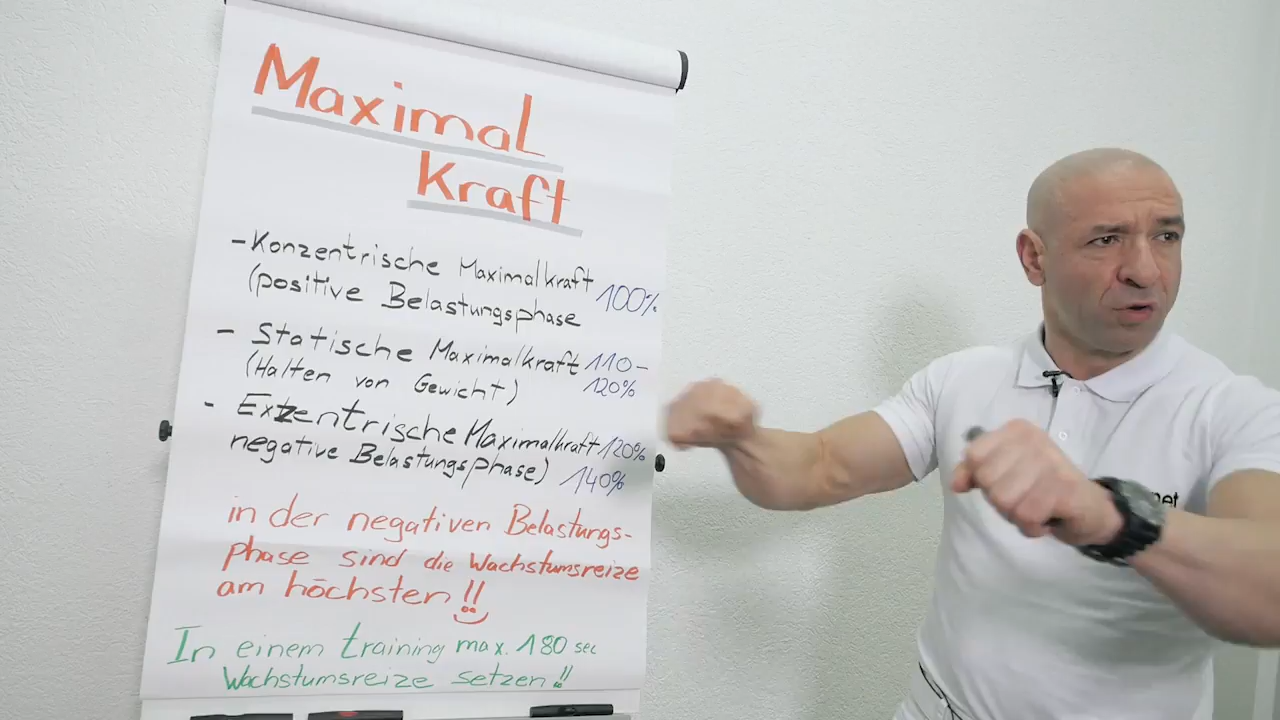 Maximal
Kraft
- Konzentrische Maximalkraft 100%
(positive Belastungsphase
- Statische Maximalkraft 110-
(Halten von Gewicht) 120%
- Exzentrische Maximalkraft 120%
negative Belastungsphase) 140%
in der negativen Belastungs-
phase sind die Wachstumsreize
am höchsten!!
In einem training max. 180 sec
Wachstumsreize setzen!!